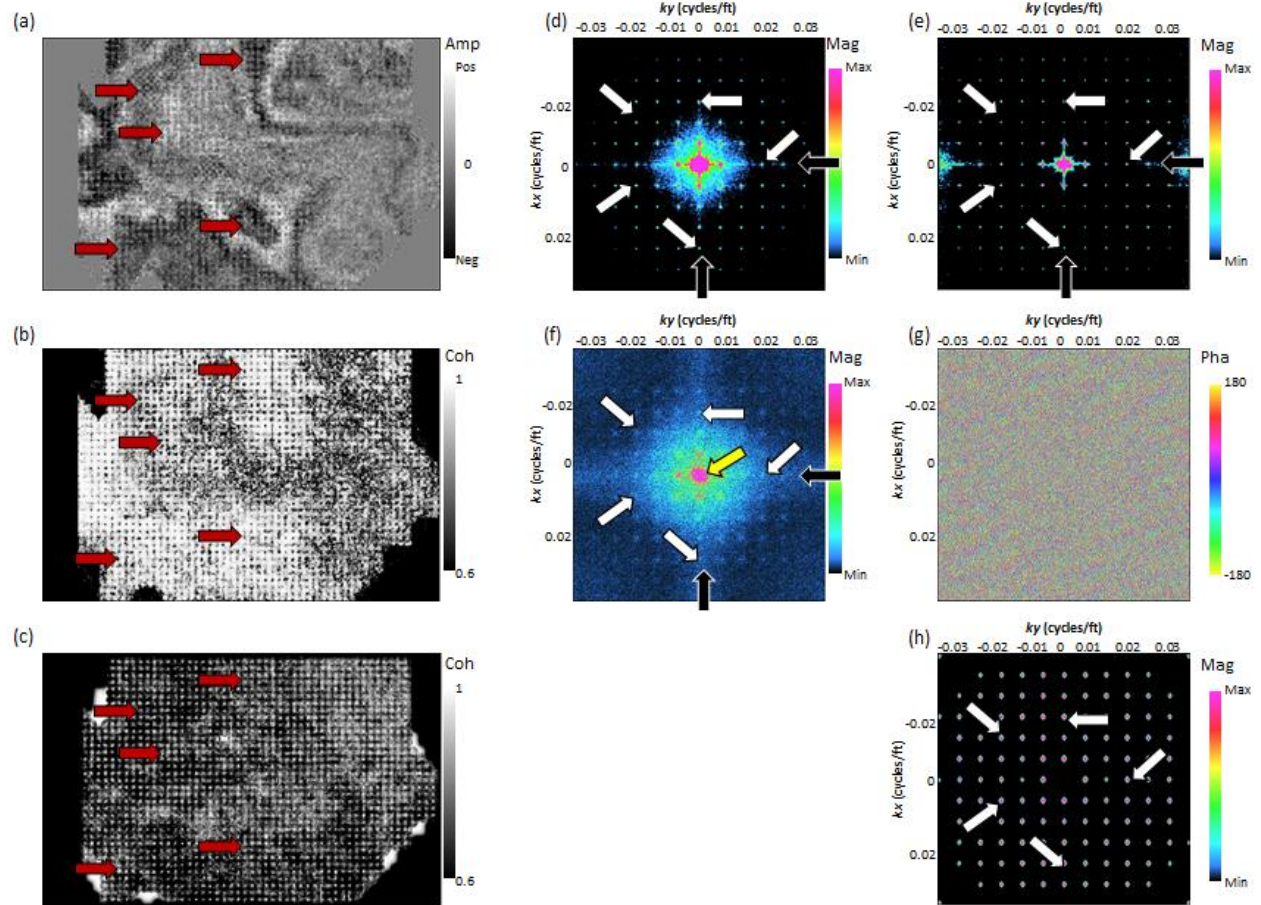 (a)
Amp
Pos
0
Neg
(b)
Coh
1
0.6
(c)
Coh
1
0.6
(d)
ky (cycles/ft)
-0.03 -0.02 -0.01 0 0.01 0.02 0.03
kx (cycles/ft)
-0.02
0
0.02
Mag
Max
Min
(e)
ky (cycles/ft)
-0.03 -0.02 -0.01 0 0.01 0.02 0.03
kx (cycles/ft)
-0.02
0
0.02
Mag
Max
Min
(f)
ky (cycles/ft)
-0.03 -0.02 -0.01 0 0.01 0.02 0.03
kx (cycles/ft)
-0.02
0
0.02
Mag
Max
Min
(g)
ky (cycles/ft)
-0.03 -0.02 -0.01 0 0.01 0.02 0.03
kx (cycles/ft)
-0.02
0
0.02
Pha
180
-180
(h)
ky (cycles/ft)
-0.03 -0.02 -0.01 0 0.01 0.02 0.03
kx (cycles/ft)
-0.02
0
0.02
Mag
Max
Min